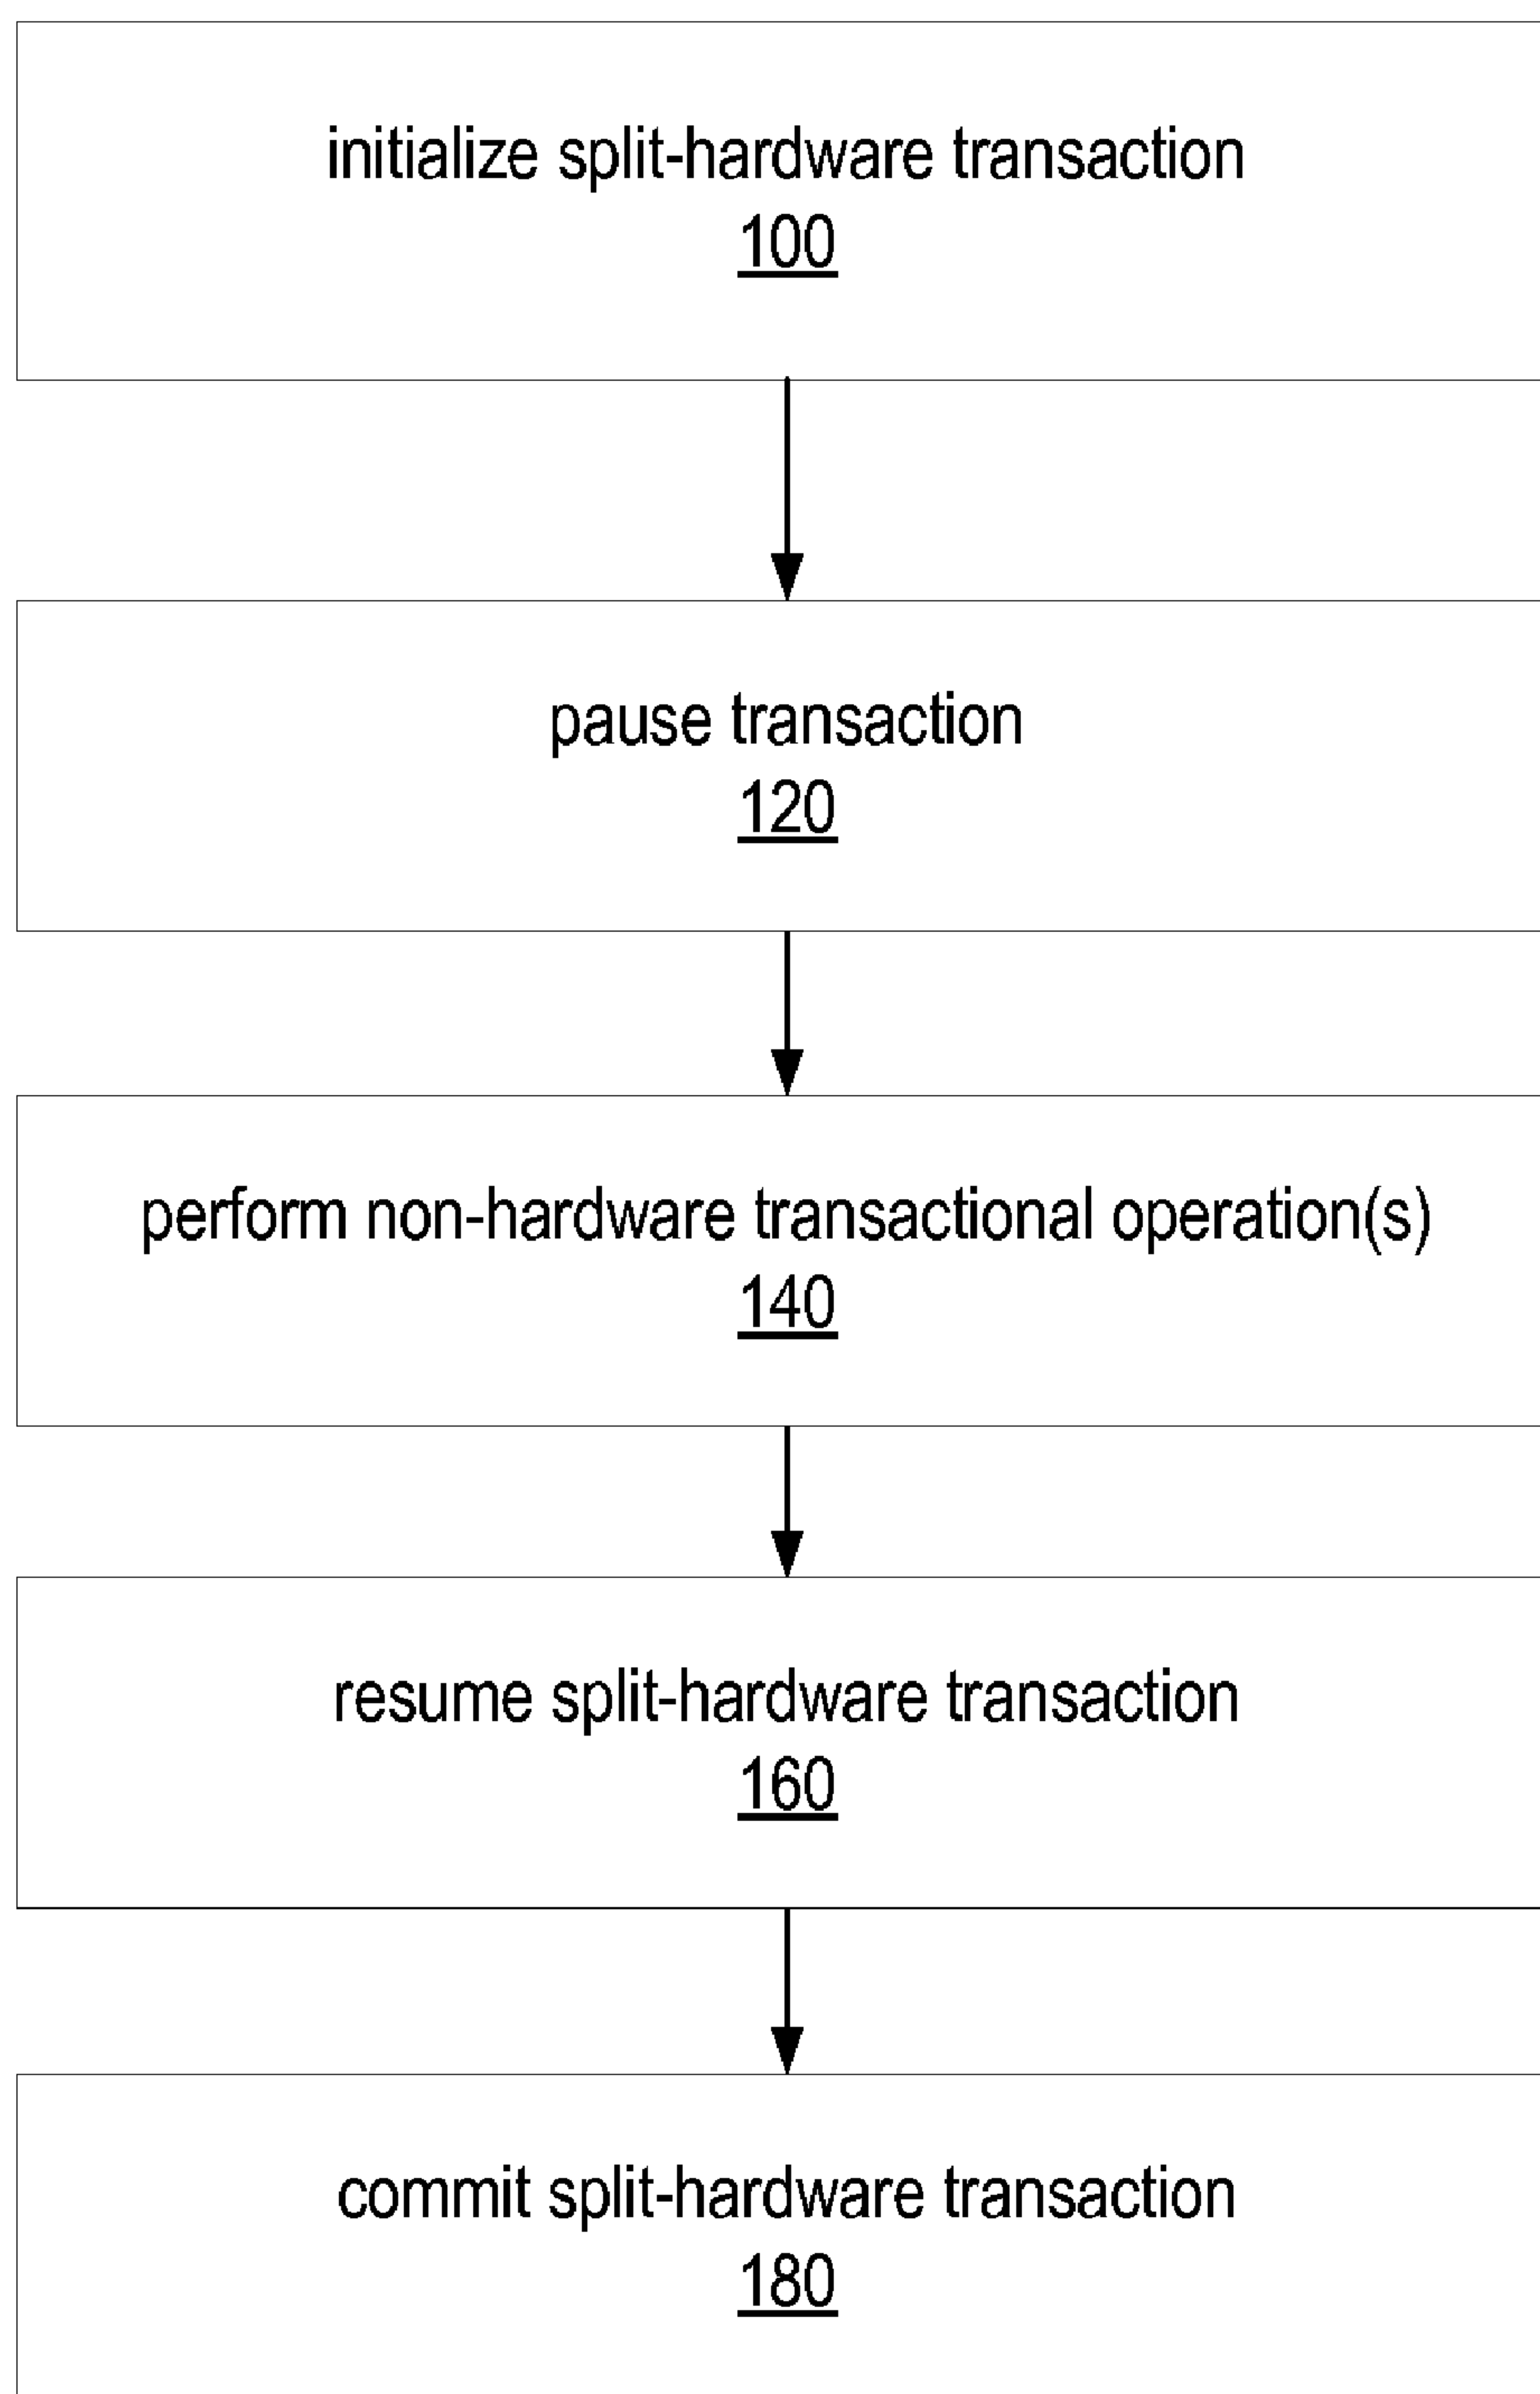 initialize split-hardware transaction
100
pause transaction
120
perform non-hardware transactional operation(s)
140
resume split-hardware transaction
160
commit split-hardware transaction
180